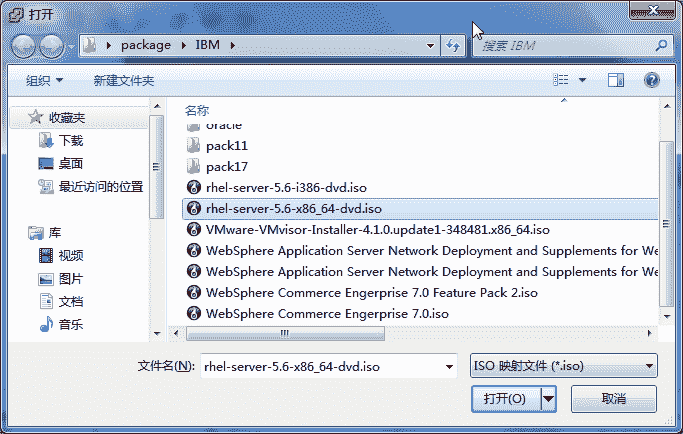 打开
package
IBM
搜索 IBM
组织
新建文件夹
收藏夹
下载
桌面
最近访问的位置
库
视频
图片
文档
音乐
名称
oracle
pack11
pack17
rhel-server-5.6-i386-dvd.iso
rhel-server-5.6-x86_64-dvd.iso
VMware-VMvisor-Installer-4.1.0.update1-348481.x86_64.iso
WebSphere Application Server Network Deployment and Supplements for We
WebSphere Application Server Network Deployment and Supplements for We
WebSphere Commerce Engerprise 7.0 Feature Pack 2.iso
WebSphere Commerce Engerprise 7.0.iso
文件名(N):
rhel-server-5.6-x86_64-dvd.iso
ISO 映射文件 (*.iso)
打开(O)
取消